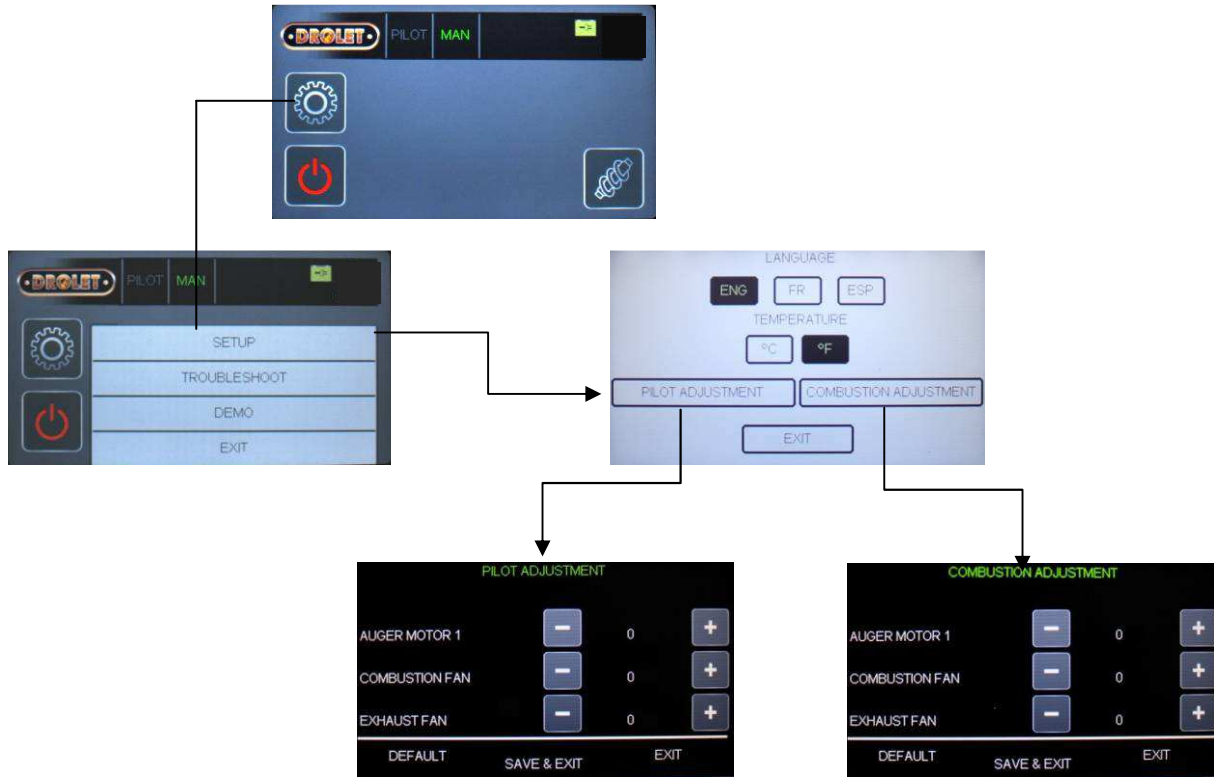 DROLET PILOT MAN
DROLET PILOT MAN
SETUP
TROUBLESHOOT
DEMO
EXIT
LANGUAGE
ENG FR ESP
TEMPERATURE
°C °F
PILOT ADJUSTMENT COMBUSTION ADJUSTMENT
EXIT
PILOT ADJUSTMENT
AUGER MOTOR 1 - 0 +
COMBUSTION FAN - 0 +
EXHAUST FAN - 0 +
DEFAULT SAVE & EXIT EXIT
COMBUSTION ADJUSTMENT
AUGER MOTOR 1 - 0 +
COMBUSTION FAN - 0 +
EXHAUST FAN - 0 +
DEFAULT SAVE & EXIT EXIT